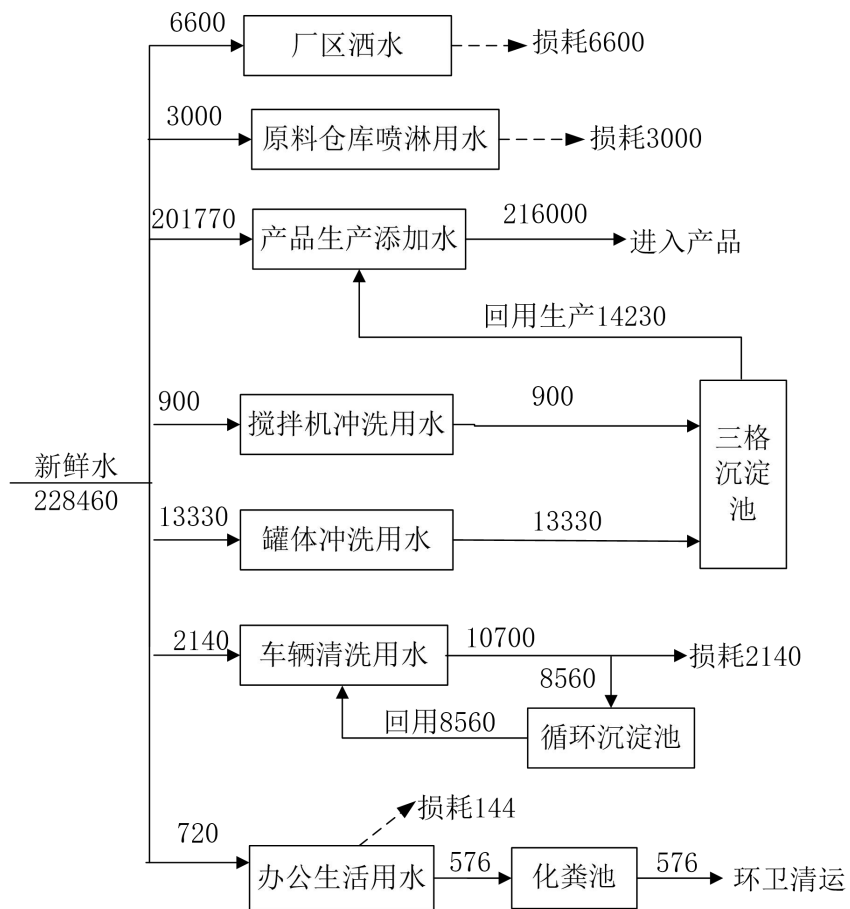 6600
厂区洒水
损耗6600
3000
原料仓库喷淋用水
损耗3000
201770
产品生产添加水
216000
进入产品
回用生产14230
900
搅拌机冲洗用水
900
三格
沉淀
池
新鲜水
228460
13330
罐体冲洗用水
13330
2140
车辆清洗用水
10700
损耗2140
8560
回用8560
循环沉淀池
损耗144
720
办公生活用水
576
化粪池
576
环卫清运